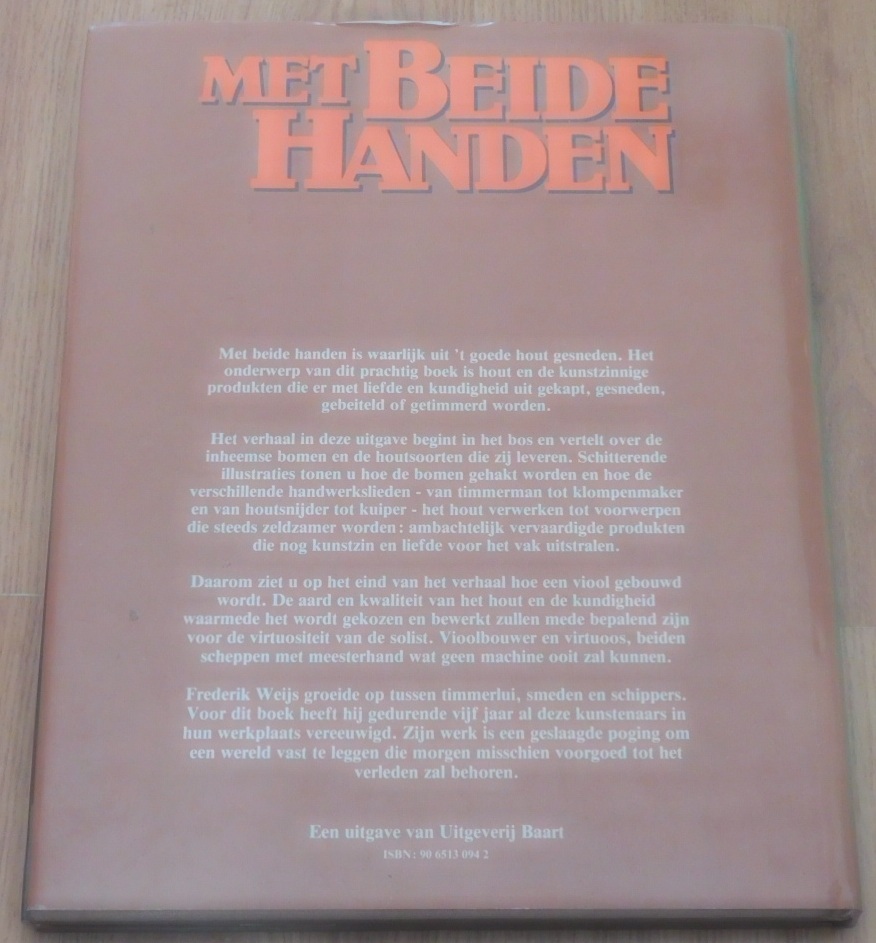 MET BEIDE
HANDEN
Met beide handen is waarlijk uit 't goede hout gesneden. Het
onderwerp van dit prachtig boek is hout en de kunstzinnige
produkten die er met liefde en kundigheid uit gekapt, gesneden,
gebeiteld of getimmerd worden.
Het verhaal in deze uitgave begint in het bos en vertelt over de
inheemse bomen en de houtsoorten die zij leveren. Schitterende
illustraties tonen u hoe de bomen gehakt worden en hoe de
verschillende handwerkslieden - van timmerman tot klompenmaker
en van houtsnijder tot kuiper - het hout verwerken tot voorwerpen
die steeds zeldzamer worden: ambachtelijk vervaardigde produkten
die nog kunstzin en liefde voor het vak uitstralen.
Daarom ziet u op het eind van het verhaal hoe een viool gebouwd
wordt. De aard en kwaliteit van het hout en de kundigheid
waarmede het wordt gekozen en bewerkt zullen mede bepalend zijn
voor de virtuositeit van de solist. Vioolbouwer en virtuoos, beiden
scheppen met meesterhand wat geen machine ooit zal kunnen.
Frederik Weijs groeide op tussen timmerlui, smeden en schippers.
Voor dit boek heeft hij gedurende vijf jaar al deze kunstenaars in
hun werkplaats vereeuwigd. Zijn werk is een geslaagde poging om
een wereld vast te leggen die morgen misschien voorgoed tot het
verleden zal behoren.
Een uitgave van Uitgeverij Baart
ISBN: 90 6513 094 2